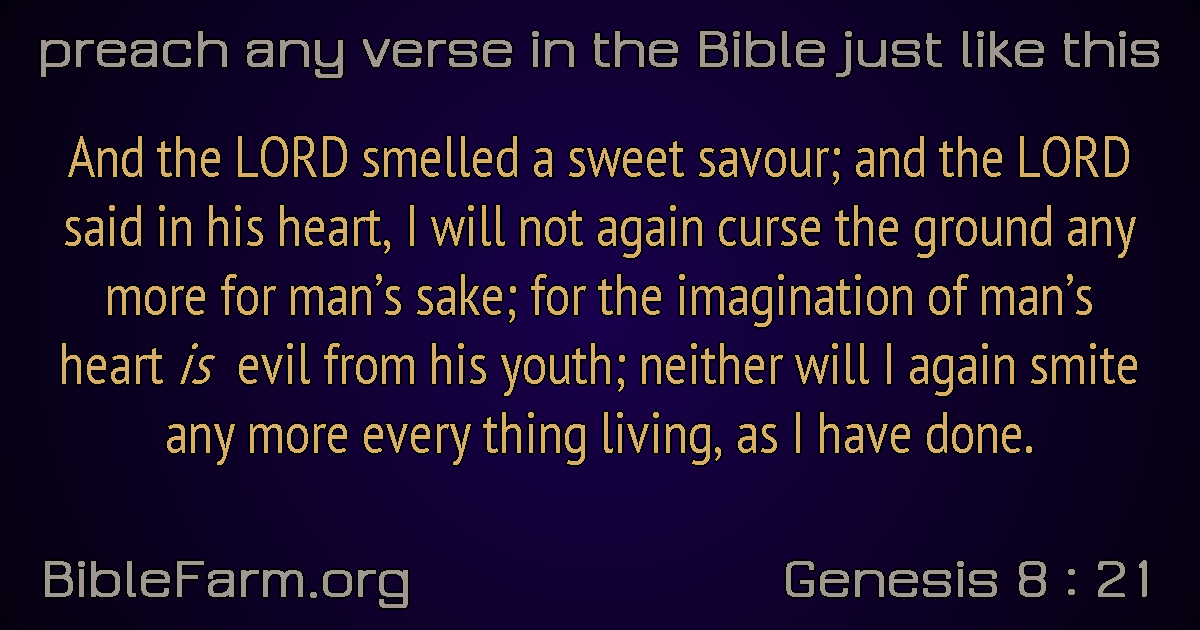 preach any verse in the Bible just like this
And the LORD smelled a sweet savour; and the LORD
said in his heart, I will not again curse the ground any
more for man’s sake; for the imagination of man’s
heart is evil from his youth; neither will I again smite
any more every thing living, as I have done.
BibleFarm.org
Genesis 8 : 21